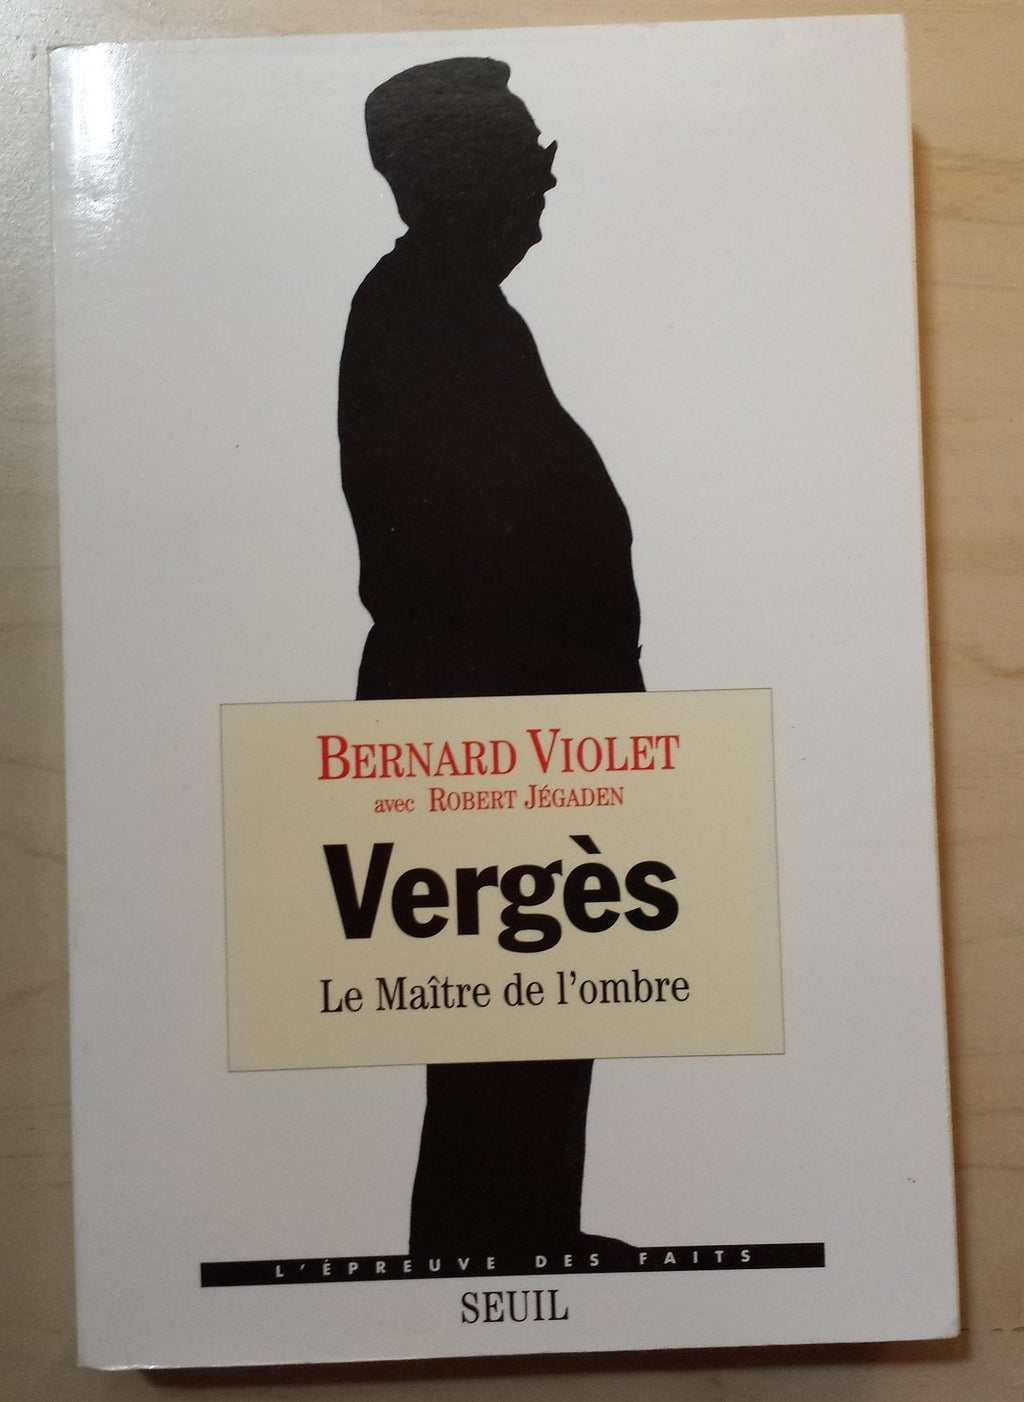 BERNARD VIOLET
avec ROBERT JÉGADEN
Vergès
Le Maître de l'ombre
L'ÉPREUVE DES FAITS
SEUIL